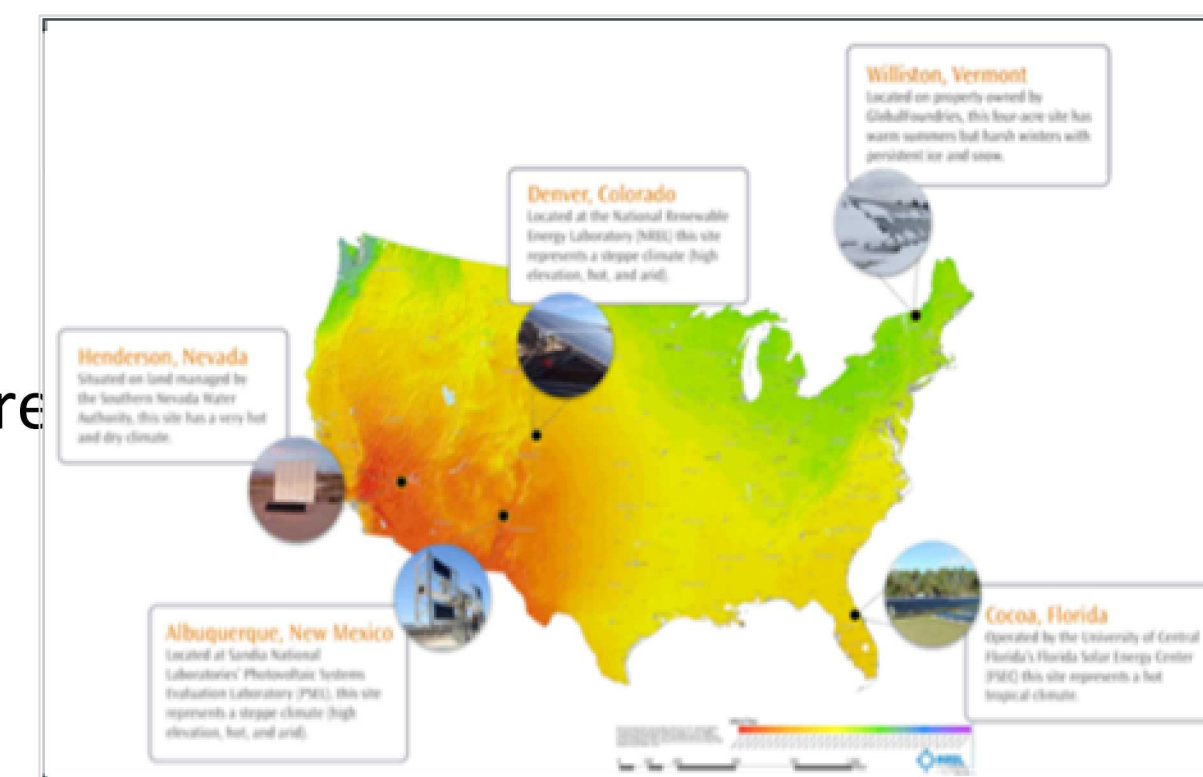 Williston, Vermont
Located on property owned by
GlobalFoundries, this four-acre site has
warm summers but harsh winters with
persistent ice and snow.
Denver, Colorado
Located at the National Renewable
Energy Laboratory (NREL) this site
represents a steppe climate (high
elevation, hot, and arid).
Henderson, Nevada
Situated on land managed by
the Southern Nevada Water
Authority, this site has a very hot
and dry climate.
re
Albuquerque, New Mexico
Located at Sandia National
Laboratories' Photovoltaic Systems
Evaluation Laboratory (PSEL), this site
represents a steppe climate (high
elevation, hot, and arid).
Cocoa, Florida
Operated by the University of Central
Florida's Florida Solar Energy Center
(FSEC) this site represents a hot
tropical climate.
NREL